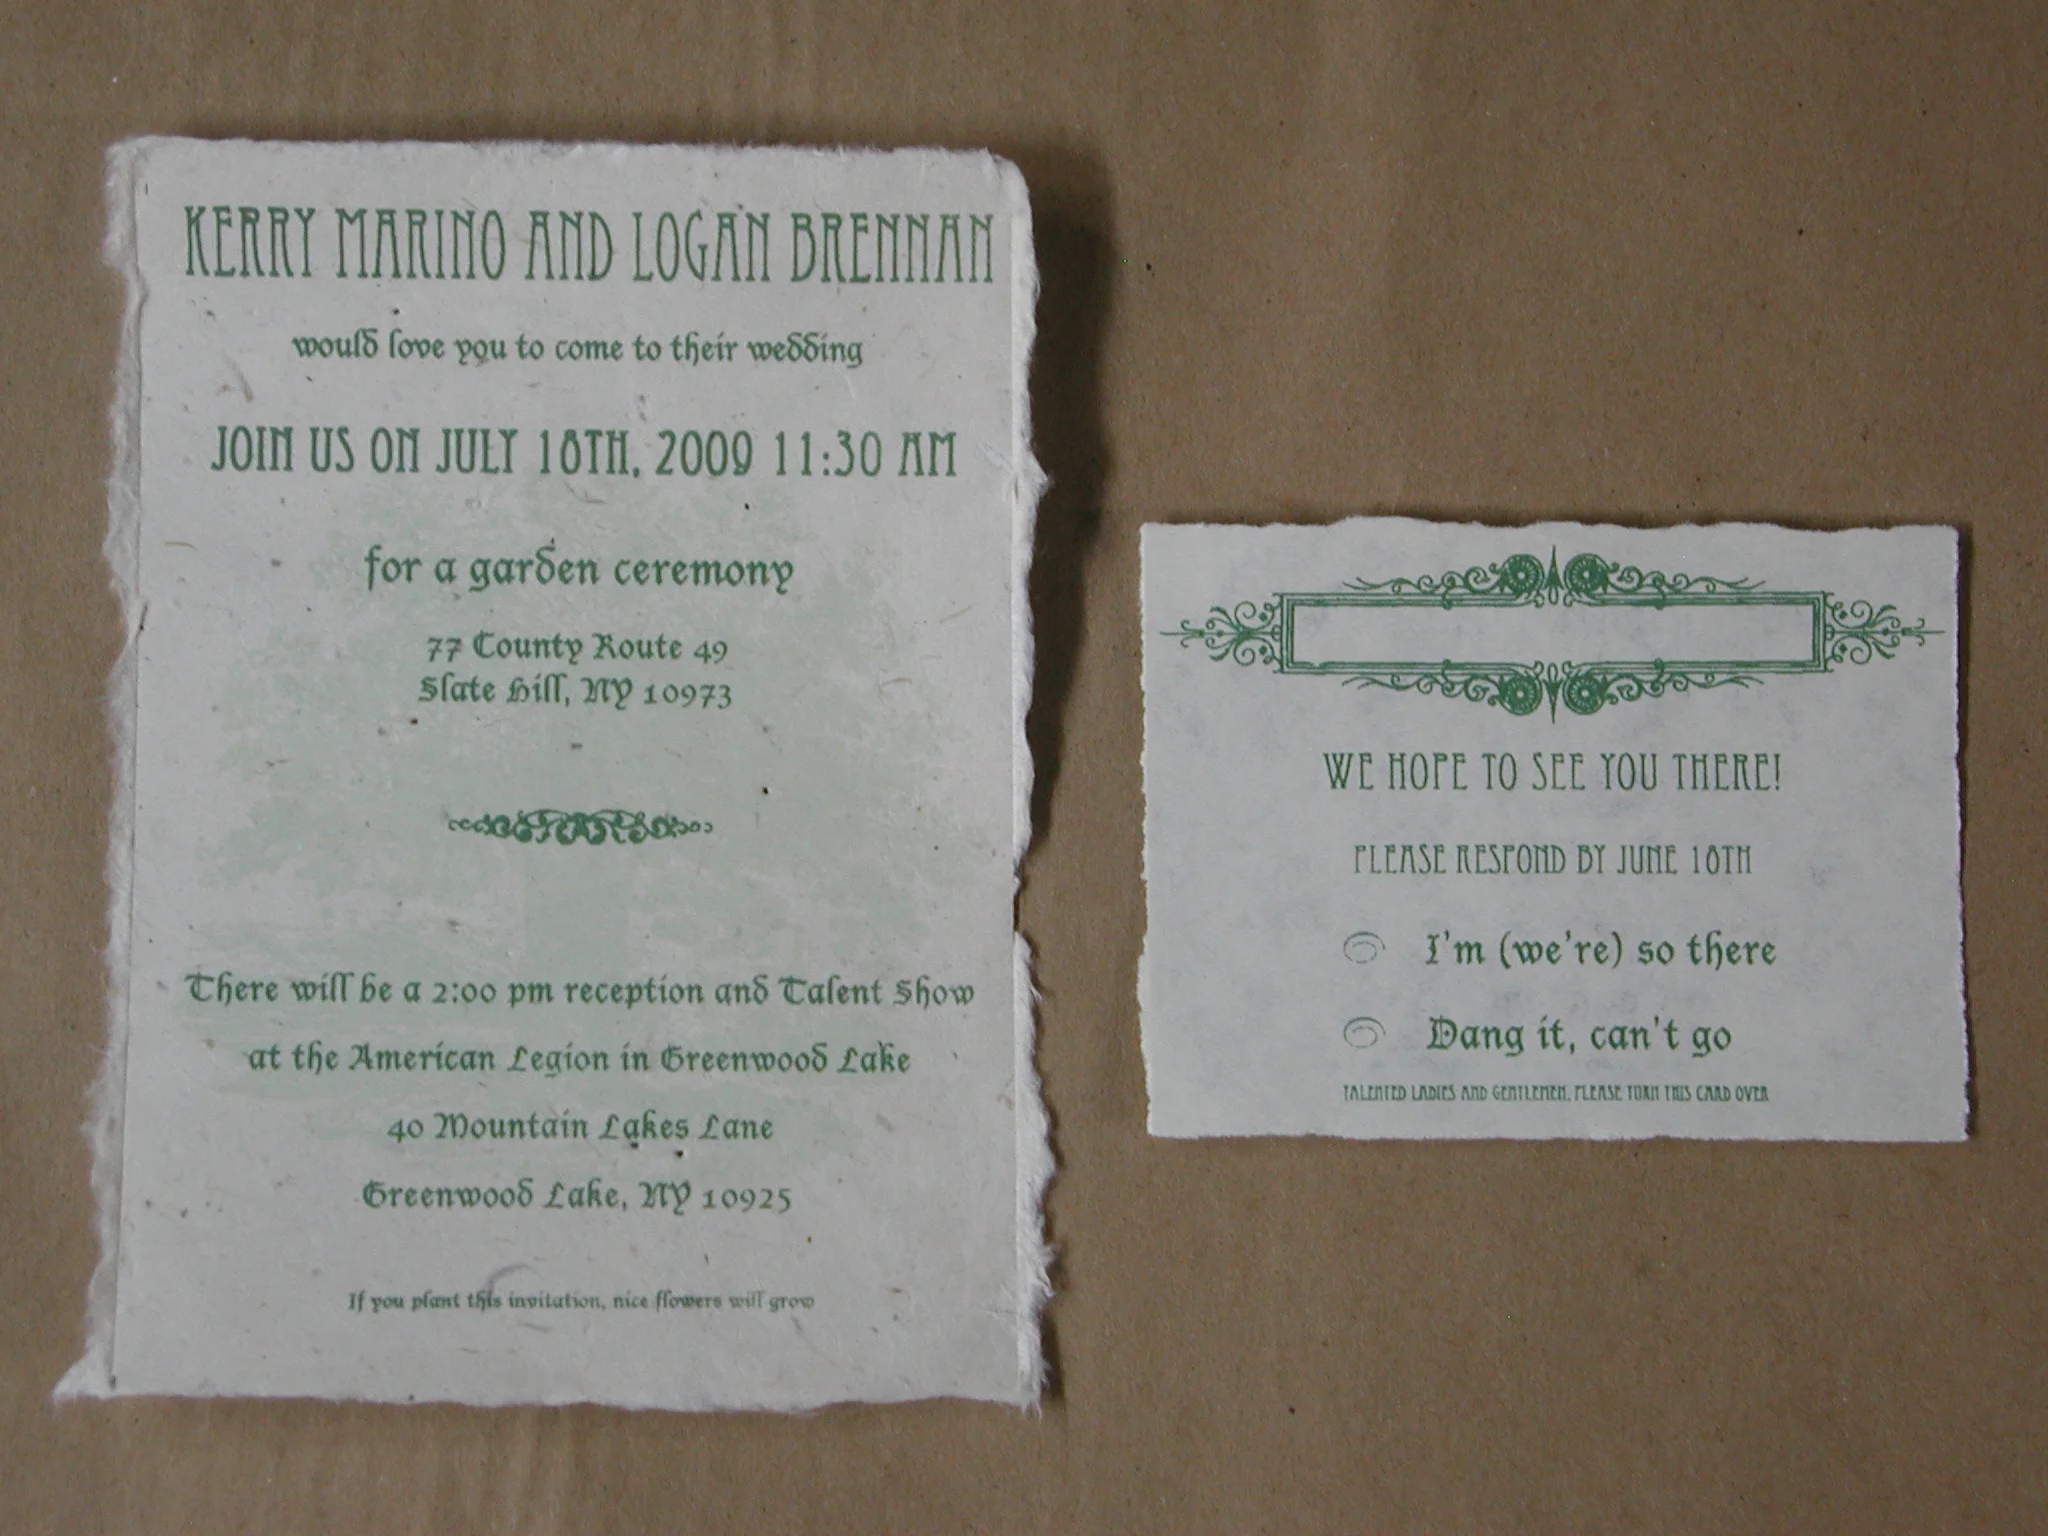 KERRY MARINO AND LOGAN BRENNAN
would love you to come to their wedding
JOIN US ON JULY 18TH, 2009 11:30 AM
for a garden ceremony
77 County Route 49
Slate Hill, NY 10973
There will be a 2:00 pm reception and Talent Show
at the American Legion in Greenwood Lake
40 Mountain Lakes Lane
Greenwood Lake, NY 10925
If you plant this invitation, nice flowers will grow
WE HOPE TO SEE YOU THERE!
PLEASE RESPOND BY JUNE 18TH
I'm (we're) so there
Dang it, can't go
TALENTED LADIES AND GENTLEMEN, PLEASE TURN THIS CARD OVER